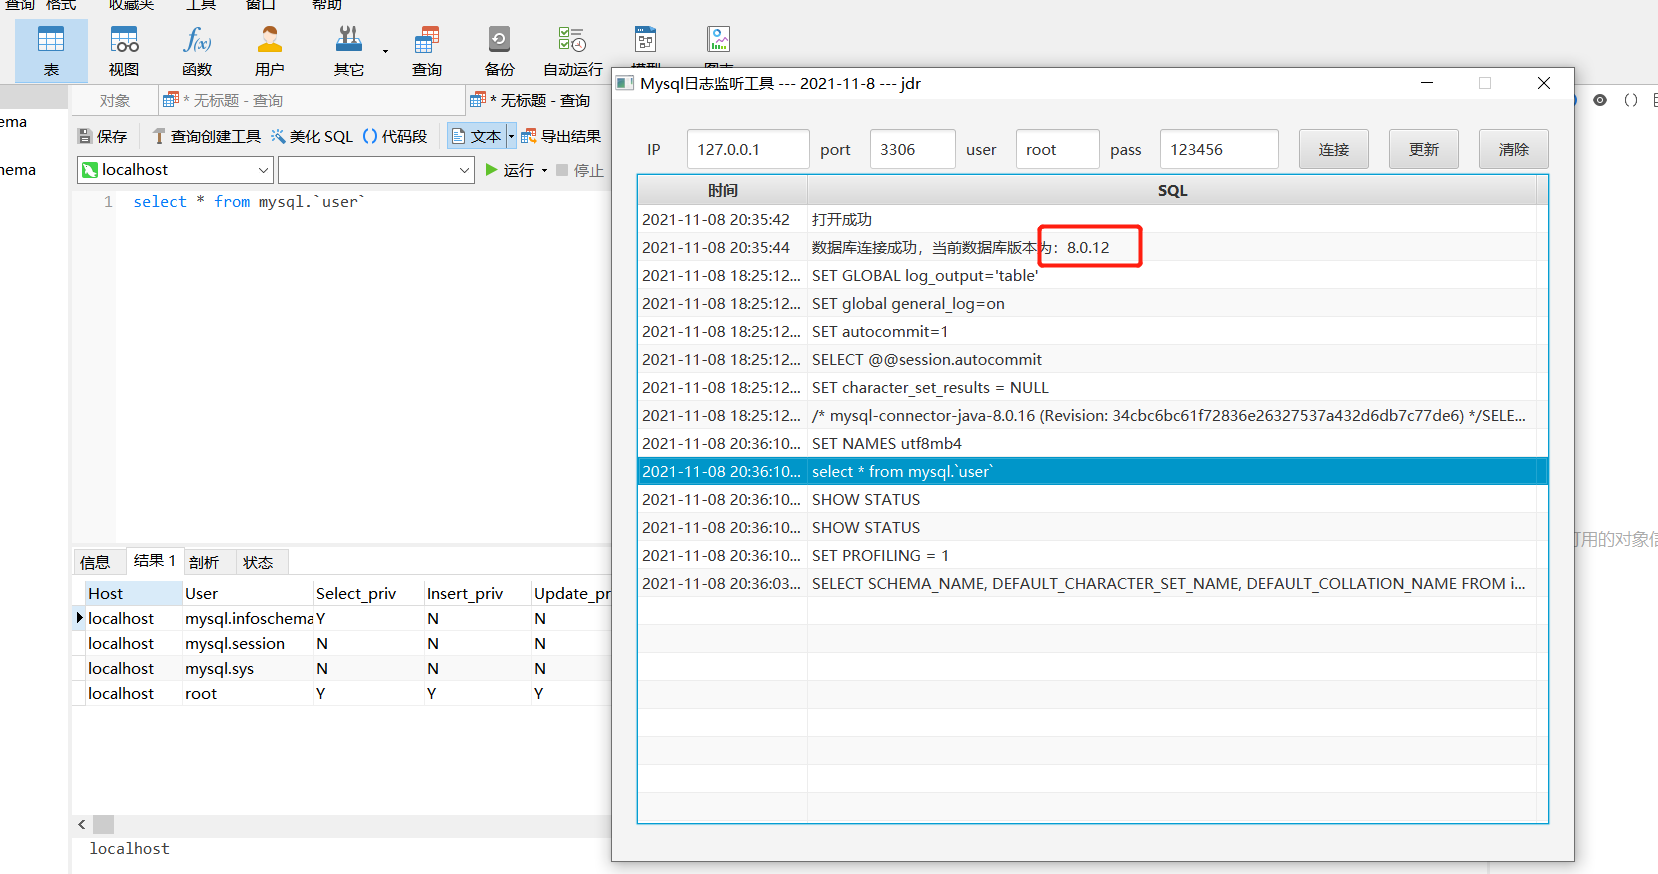 查询 格式 收藏夹 工具 窗口 帮助
表 视图 函数 用户 其它 查询 备份 自动运行 模型
对象 * 无标题 - 查询 * 无标题 - 查询
保存 查询创建工具 美化 SQL () 代码段 文本 导出结果
localhost 运行 停止
1 select * from mysql.`user`
ema
nema
信息 结果 1 剖析 状态
Host User Select_priv Insert_priv Update_pr
localhost mysql.infoschema Y N N
localhost mysql.session N N N
localhost mysql.sys N N N
localhost root Y Y Y
localhost
Mysql日志监听工具 --- 2021-11-8 --- jdr
IP 127.0.0.1 port 3306 user root pass 123456 连接 更新 清除
时间 SQL
2021-11-08 20:35:42 打开成功
2021-11-08 20:35:44 数据库连接成功，当前数据库版本为：8.0.12
2021-11-08 18:25:12... SET GLOBAL log_output='table'
2021-11-08 18:25:12... SET global general_log=on
2021-11-08 18:25:12... SET autocommit=1
2021-11-08 18:25:12... SELECT @@session.autocommit
2021-11-08 18:25:12... SET character_set_results = NULL
2021-11-08 18:25:12... /* mysql-connector-java-8.0.16 (Revision: 34cbc6bc61f72836e26327537a432d6db7c77de6) */SELE...
2021-11-08 20:36:10... SET NAMES utf8mb4
2021-11-08 20:36:10... select * from mysql.`user`
2021-11-08 20:36:10... SHOW STATUS
2021-11-08 20:36:10... SHOW STATUS
2021-11-08 20:36:10... SET PROFILING = 1
2021-11-08 20:36:03... SELECT SCHEMA_NAME, DEFAULT_CHARACTER_SET_NAME, DEFAULT_COLLATION_NAME FROM i...
用的对象信